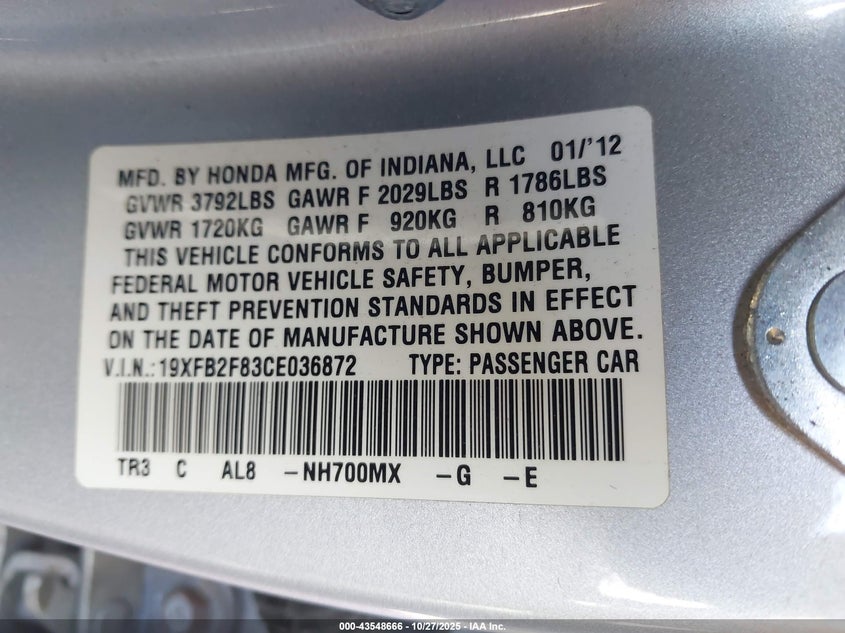 MFD. BY HONDA MFG. OF INDIANA, LLC 01/'12
GVWR 3792LBS GAWR F 2029LBS R 1786LBS
GVWR 1720KG GAWR F 920KG R 810KG
THIS VEHICLE CONFORMS TO ALL APPLICABLE
FEDERAL MOTOR VEHICLE SAFETY, BUMPER,
AND THEFT PREVENTION STANDARDS IN EFFECT
ON THE DATE OF MANUFACTURE SHOWN ABOVE.
V.I.N.:19XFB2F83CE036872 TYPE: PASSENGER CAR
TR3 C AL8 -NH700MX -G -E
000-43548666 - 10/27/2025 - IAA Inc.